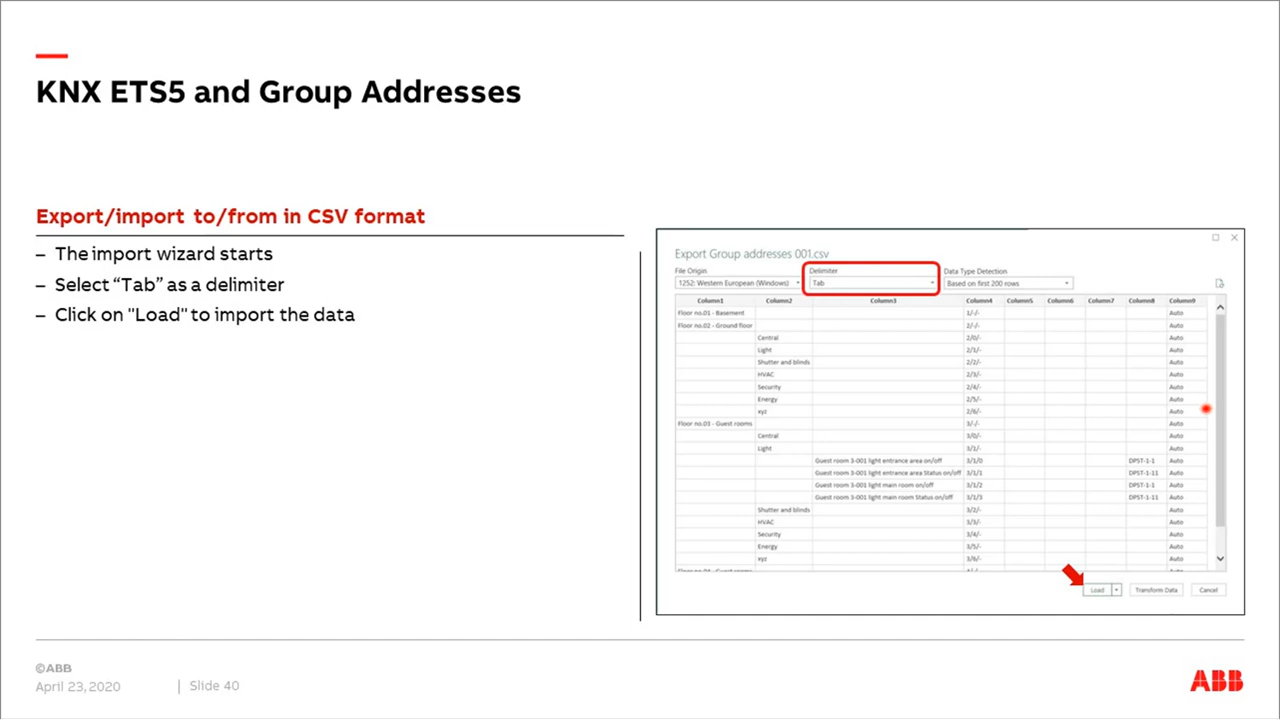 KNX ETS5 and Group Addresses
Export/import to/from in CSV format
– The import wizard starts
– Select “Tab” as a delimiter
– Click on "Load" to import the data
Export Group addresses 001.csv
File Origin Delimiter Data Type Detection
1252: Western European (Windows) Tab Based on first 200 rows
Column1 Column2 Column3 Column4 Column5 Column6 Column7 Column8 Column9
Floor no.01 - Basement 1/-/- Auto
Floor no.02 - Ground floor 2/-/- Auto
Central 2/0/- Auto
Light 2/1/- Auto
Shutter and blinds 2/2/- Auto
HVAC 2/3/- Auto
Security 2/4/- Auto
Energy 2/5/- Auto
xyz 2/6/- Auto
Floor no.03 - Guest rooms 3/-/- Auto
Central 3/0/- Auto
Light 3/1/- Auto
Guest room 3-001 light entrance area on/off 3/1/0 DPST-1-1 Auto
Guest room 3-001 light entrance area Status on/off 3/1/1 DPST-1-11 Auto
Guest room 3-001 light main room on/off 3/1/2 DPST-1-1 Auto
Guest room 3-001 light main room Status on/off 3/1/3 DPST-1-11 Auto
Shutter and blinds 3/2/- Auto
HVAC 3/3/- Auto
Security 3/4/- Auto
Energy 3/5/- Auto
xyz 3/6/- Auto
Load Transform Data Cancel
©ABB
April 23, 2020 | Slide 40
ABB